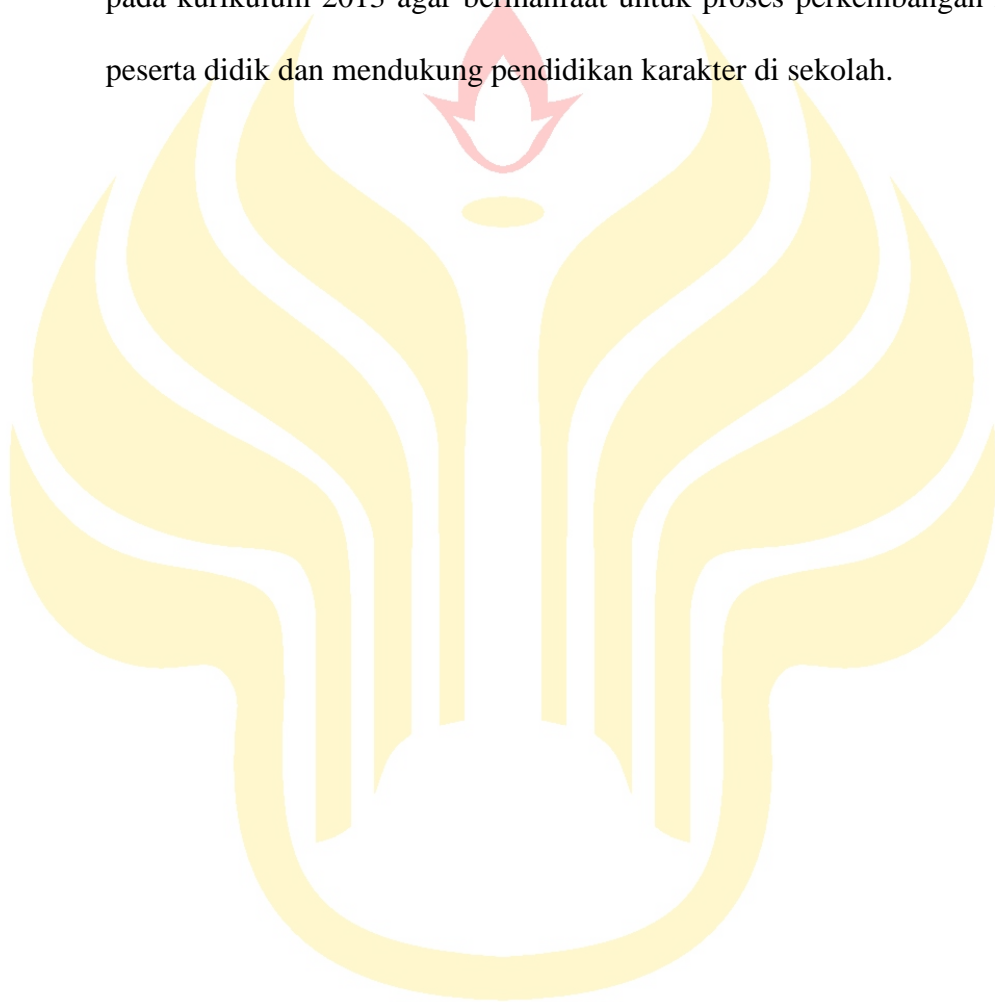 pada kurikulum 2013 agar bermanfaat untuk proses perkembangan
peserta didik dan mendukung pendidikan karakter di sekolah.